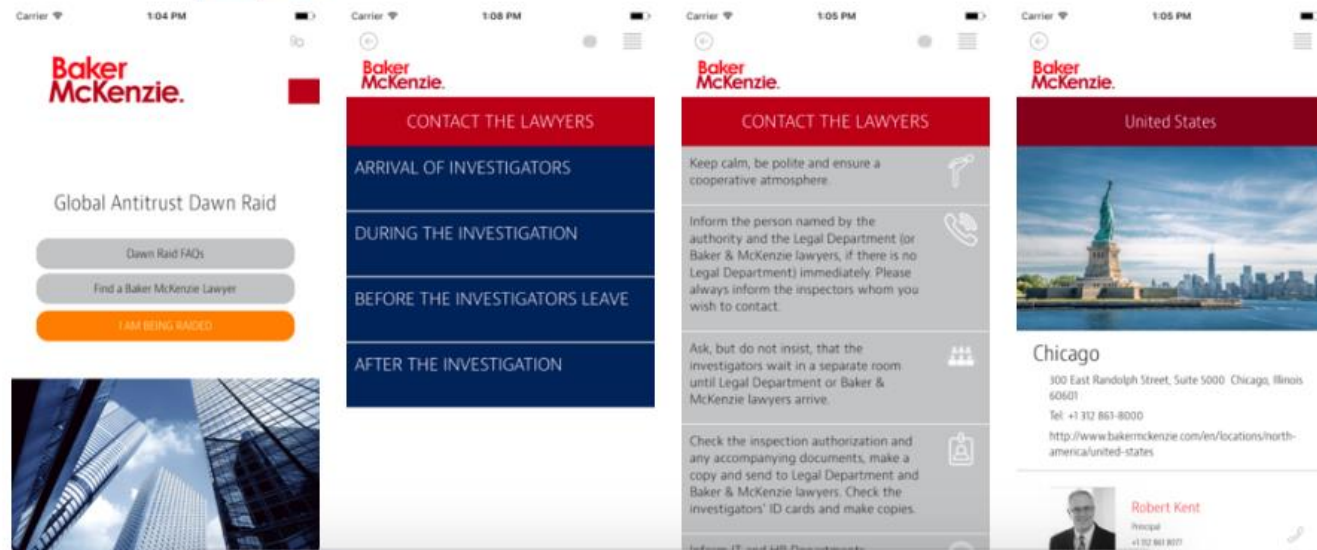 Carrier 1:04 PM
Baker
McKenzie.
Global Antitrust Dawn Raid
Dawn Raid FAQs
Find a Baker McKenzie Lawyer
I AM BEING RAIDED
Carrier 1:08 PM
Baker
McKenzie.
CONTACT THE LAWYERS
ARRIVAL OF INVESTIGATORS
DURING THE INVESTIGATION
BEFORE THE INVESTIGATORS LEAVE
AFTER THE INVESTIGATION
Carrier 1:05 PM
Baker
McKenzie.
CONTACT THE LAWYERS
Keep calm, be polite and ensure a
cooperative atmosphere.
Inform the person named by the
authority and the Legal Department (or
Baker & McKenzie lawyers, if there is no
Legal Department) immediately. Please
always inform the inspectors whom you
wish to contact.
Ask, but do not insist, that the
investigators wait in a separate room
until Legal Department or Baker &
McKenzie lawyers arrive.
Check the inspection authorization and
any accompanying documents, make a
copy and send to Legal Department and
Baker & McKenzie lawyers. Check the
investigators' ID cards and make copies.
Inform IT and HR Departments
Carrier 1:05 PM
Baker
McKenzie.
United States
Chicago
300 East Randolph Street, Suite 5000 Chicago, Illinois
60601
Tel: +1 312 861-8000
http://www.bakermckenzie.com/en/locations/north-
america/united-states
Robert Kent
Principal
+1 312 861 8077